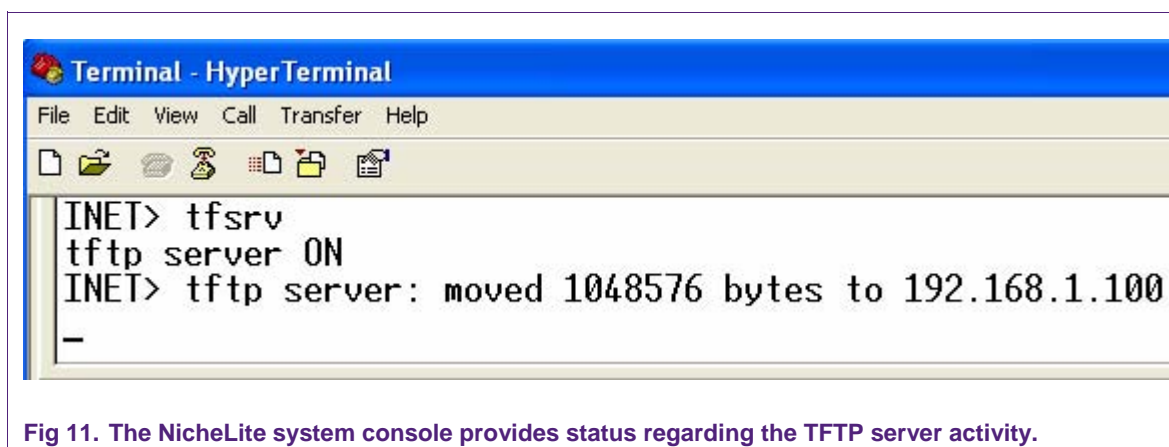 Terminal - HyperTerminal
File Edit View Call Transfer Help
INET> tfsrv
tftp server ON
INET> tftp server: moved 1048576 bytes to 192.168.1.100
_
Fig 11. The NicheLite system console provides status regarding the TFTP server activity.